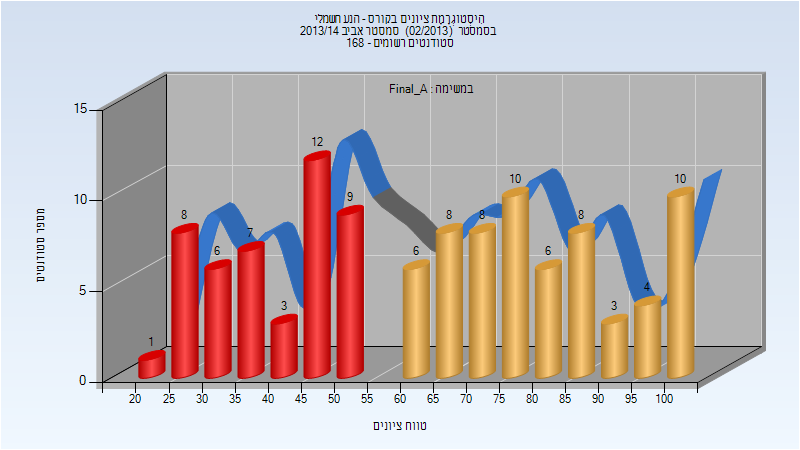 היסטוגרמת ציונים בקורס - הנע חשמלי
בסמסטר (02/2013) סמסטר אביב 2013/14
סטודנטים רשומים - 168
במשימה : Final_A
מספר סטודנטים
15
10
5
0
1
8
6
7
3
12
9
6
8
8
10
6
8
3
4
10
20 25 30 35 40 45 50 55 60 65 70 75 80 85 90 95 100
טווח ציונים